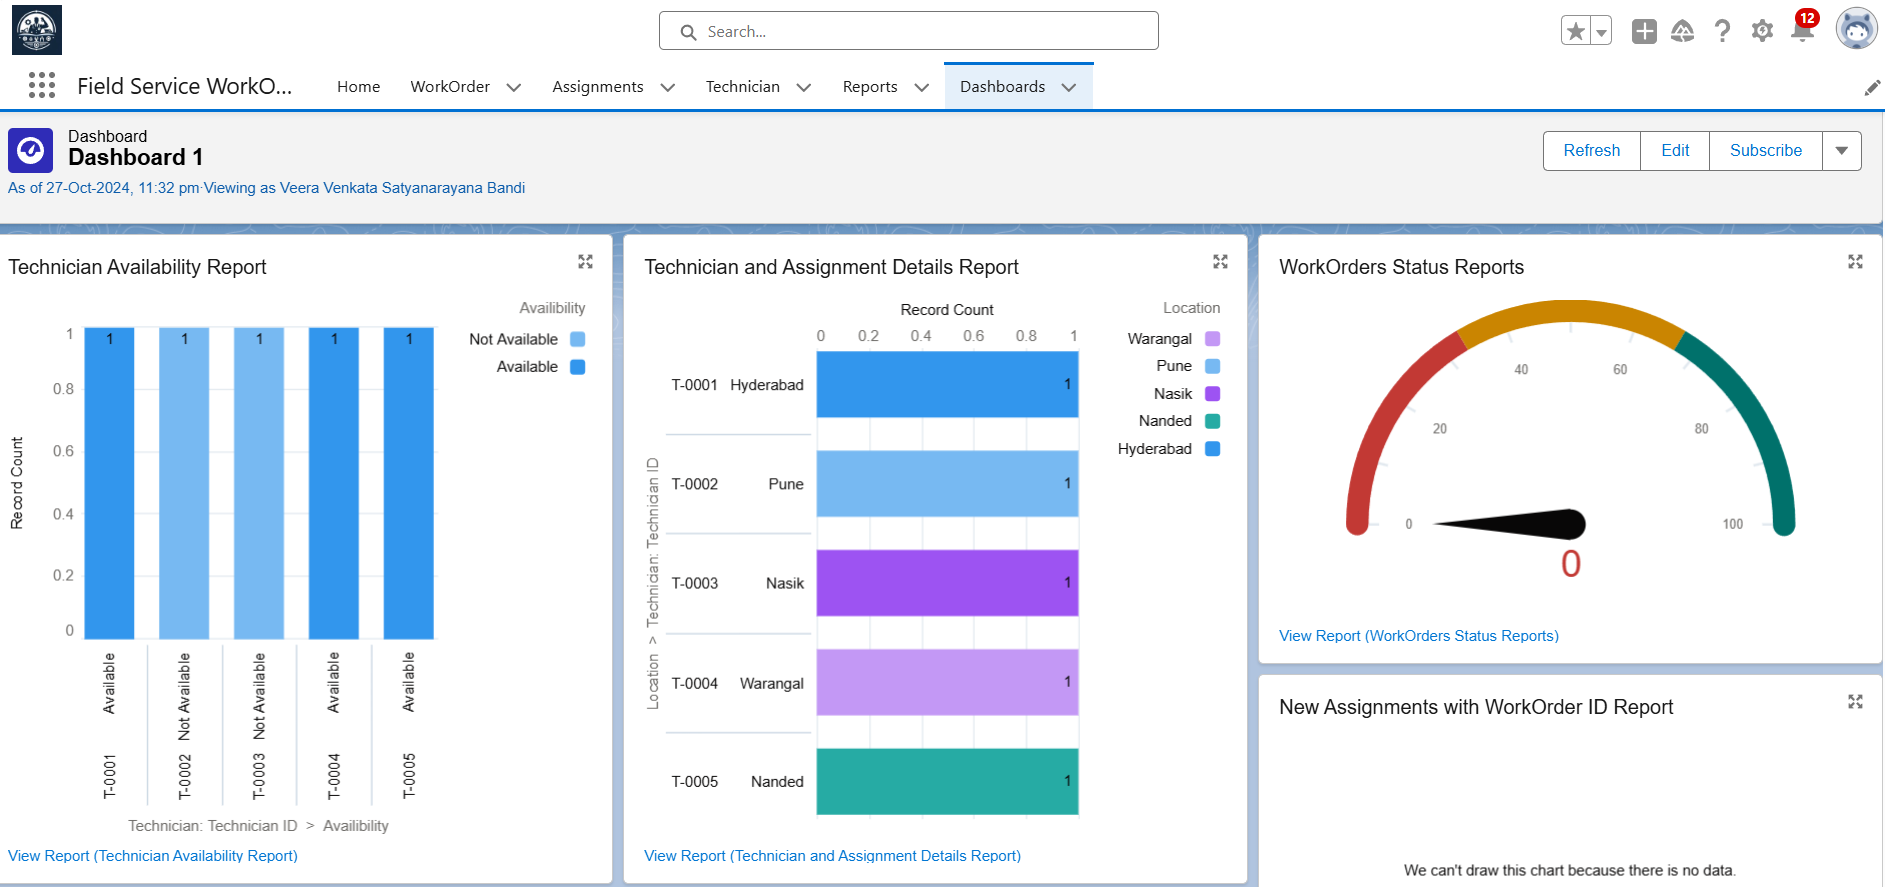 Search...
12
Field Service WorkO...
Home
WorkOrder
Assignments
Technician
Reports
Dashboards
Dashboard
Dashboard 1
As of 27-Oct-2024, 11:32 pm·Viewing as Veera Venkata Satyanarayana Bandi
Refresh
Edit
Subscribe
Technician Availability Report
Availibility
Not Available
Available
Record Count
1
0.8
0.6
0.4
0.2
0
1
1
1
1
1
Available
Not Available
Not Available
Available
Available
T-0001
T-0002
T-0003
T-0004
T-0005
Technician: Technician ID > Availibility
View Report (Technician Availability Report)
Technician and Assignment Details Report
Record Count
0 0.2 0.4 0.6 0.8 1
Location
Warangal
Pune
Nasik
Nanded
Hyderabad
Location > Technician: Technician ID
T-0001 Hyderabad 1
T-0002 Pune 1
T-0003 Nasik 1
T-0004 Warangal 1
T-0005 Nanded 1
View Report (Technician and Assignment Details Report)
WorkOrders Status Reports
0
20
40
60
80
100
0
View Report (WorkOrders Status Reports)
New Assignments with WorkOrder ID Report
We can't draw this chart because there is no data.